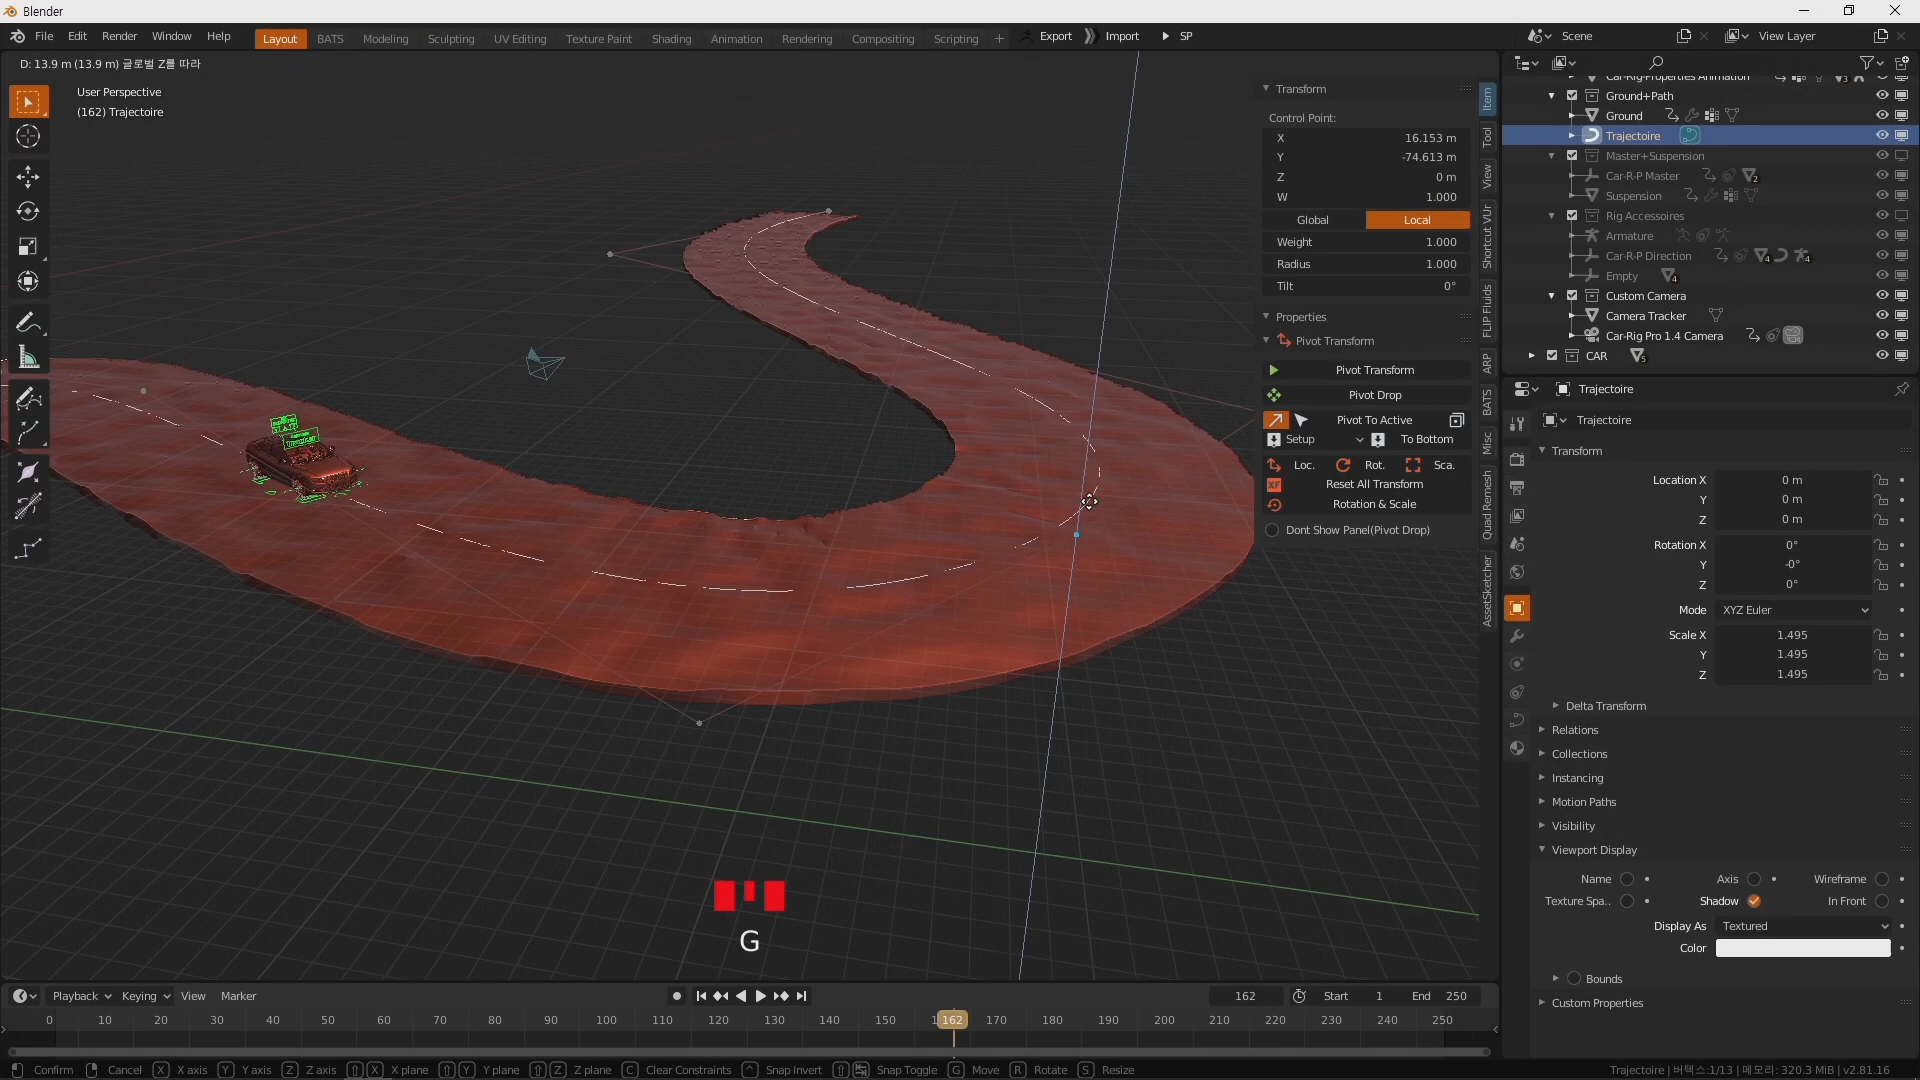 Blender
File Edit Render Window Help Layout BATS Modeling Sculpting UV Editing Texture Paint Shading Animation Rendering Compositing Scripting + Export Import SP Scene View Layer
D: 13.9 m (13.9 m) 글로벌 Z를 따라
User Perspective
(162) Trajectoire
Transform
Control Point:
X 16.153 m
Y -74.613 m
Z 0 m
W 1.000
Global Local
Weight 1.000
Radius 1.000
Tilt 0°
Properties
Pivot Transform
Pivot Transform
Pivot Drop
Pivot To Active
Setup To Bottom
Loc. Rot. Sca.
Reset All Transform
Rotation & Scale
Dont Show Panel(Pivot Drop)
Item
Tool
View
Shortcut VUr
FLIP Fluids
ARP
BATS
Misc
Quad Remesh
AssetSketcher
Car-Rig-Properties Animation 3
Ground+Path
Ground
Trajectoire
Master+Suspension
Car-R-P Master 2
Suspension
Rig Accessoires
Armature
Car-R-P Direction 4 4
Empty 4
Custom Camera
Camera Tracker
Car-Rig Pro 1.4 Camera
CAR 5
Trajectoire
Trajectoire
Transform
Location X 0 m
Y 0 m
Z 0 m
Rotation X 0°
Y -0°
Z 0°
Mode XYZ Euler
Scale X 1.495
Y 1.495
Z 1.495
Delta Transform
Relations
Collections
Instancing
Motion Paths
Visibility
Viewport Display
Name Axis Wireframe
Texture Spa.. Shadow In Front
Display As Textured
Color
Bounds
Custom Properties
G
Playback Keying View Marker 162 Start 1 End 250
0 10 20 30 40 50 60 70 80 90 100 110 120 130 140 150 162 170 180 190 200 210 220 230 240 250
Confirm Cancel X X axis Y Y axis Z Z axis X X plane Y Y plane Z Z plane C Clear Constraints ^ Snap Invert Snap Toggle G Move R Rotate S Resize Trajectoire | 버텍스:1/13 | 메모리: 320.3 MiB | v2.81.16